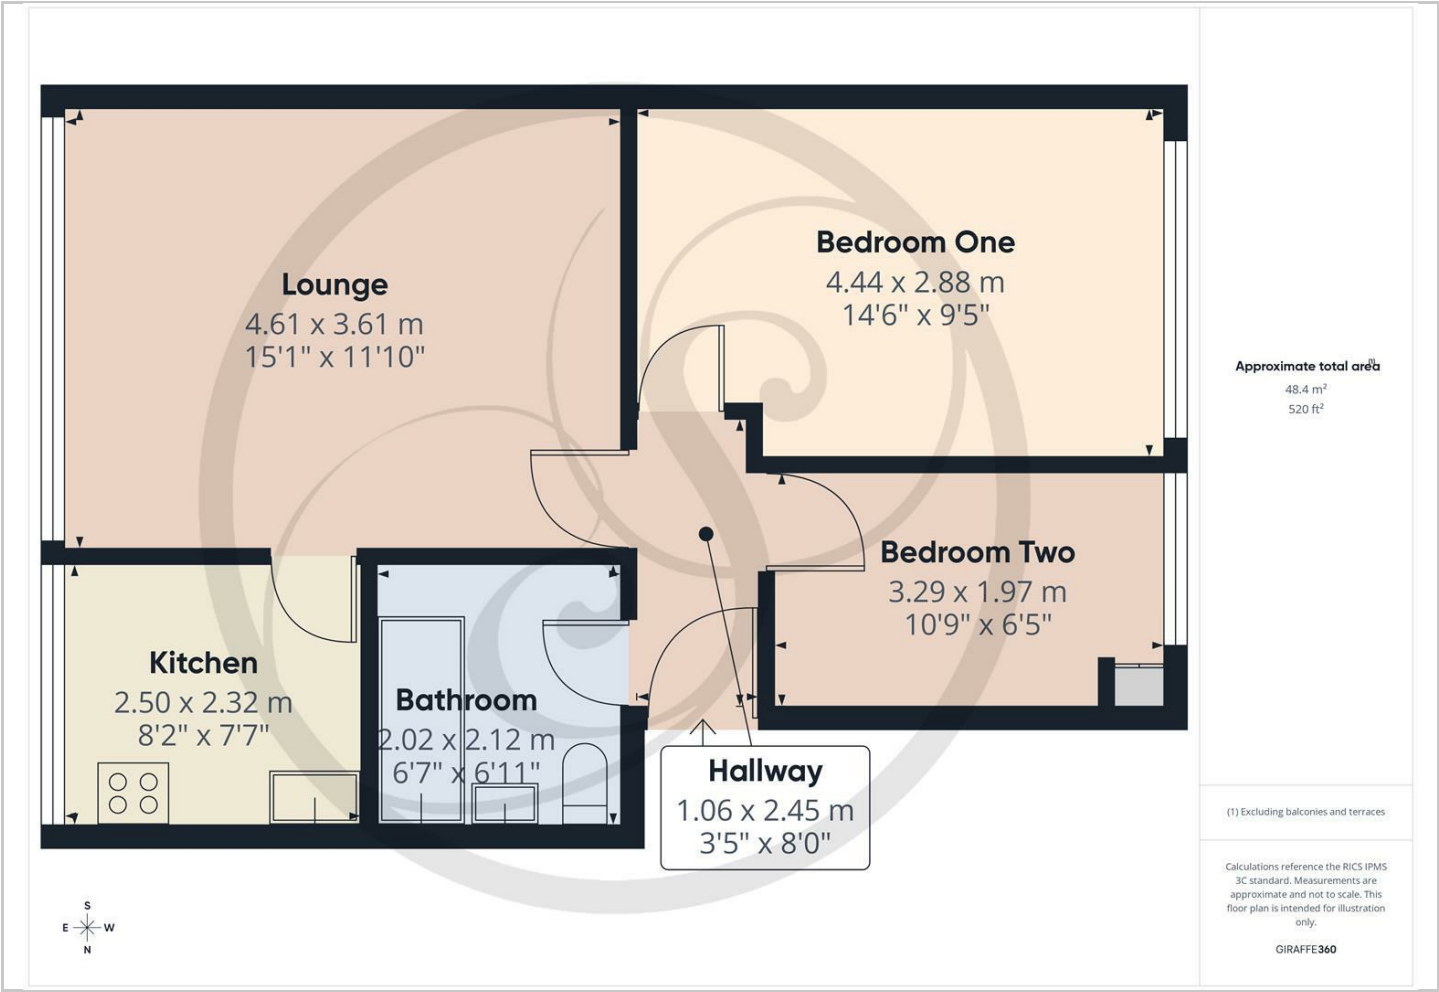 Lounge
4.61 x 3.61 m
15'1" x 11'10"
Bedroom One
4.44 x 2.88 m
14'6" x 9'5"
Bedroom Two
3.29 x 1.97 m
10'9" x 6'5"
Kitchen
2.50 x 2.32 m
8'2" x 7'7"
Bathroom
2.02 x 2.12 m
6'7" x 6'11"
Hallway
1.06 x 2.45 m
3'5" x 8'0"
S
E W
N
Approximate total area(1)
48.4 m²
520 ft²
(1) Excluding balconies and terraces
Calculations reference the RICS IPMS
3C standard. Measurements are
approximate and not to scale. This
floor plan is intended for illustration
only.
GIRAFFE360